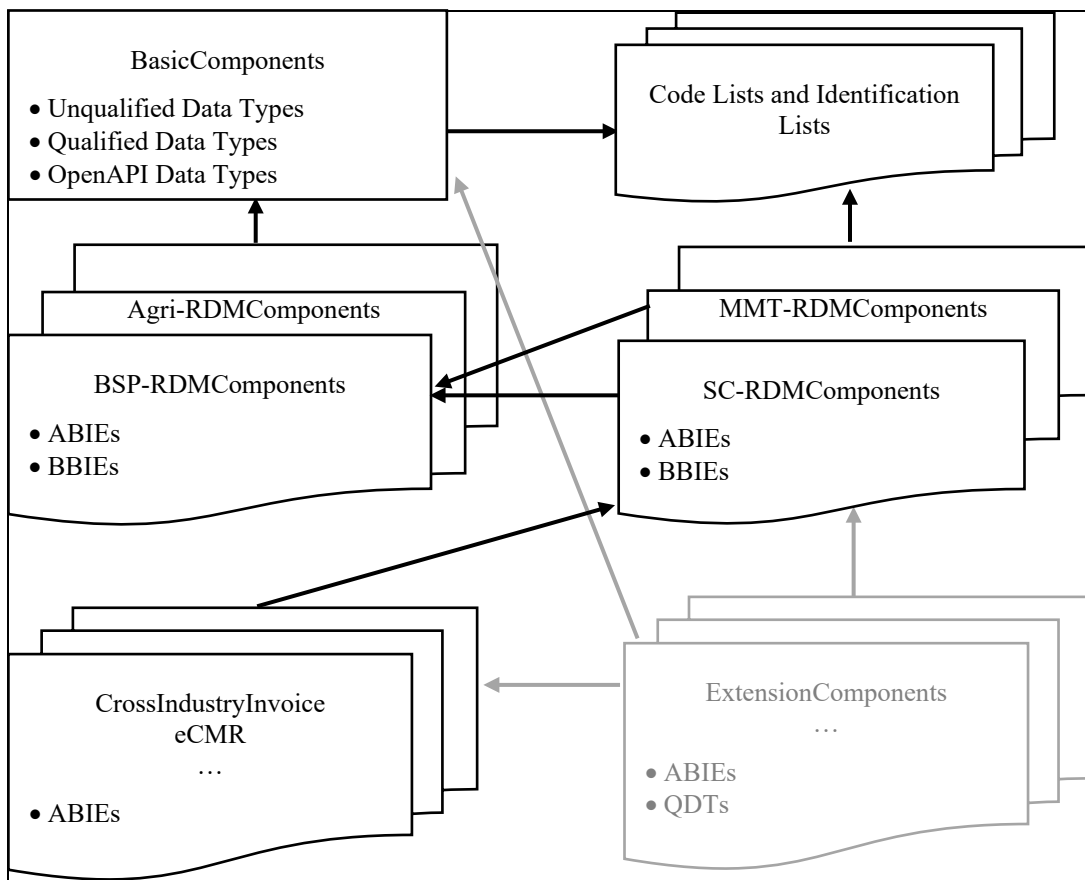 BasicComponents
• Unqualified Data Types
• Qualified Data Types
• OpenAPI Data Types
Code Lists and Identification
Lists
Agri-RDMComponents
BSP-RDMComponents
• ABIEs
• BBIEs
MMT-RDMComponents
SC-RDMComponents
• ABIEs
• BBIEs
CrossIndustryInvoice
eCMR
…
• ABIEs
ExtensionComponents
…
• ABIEs
• QDTs